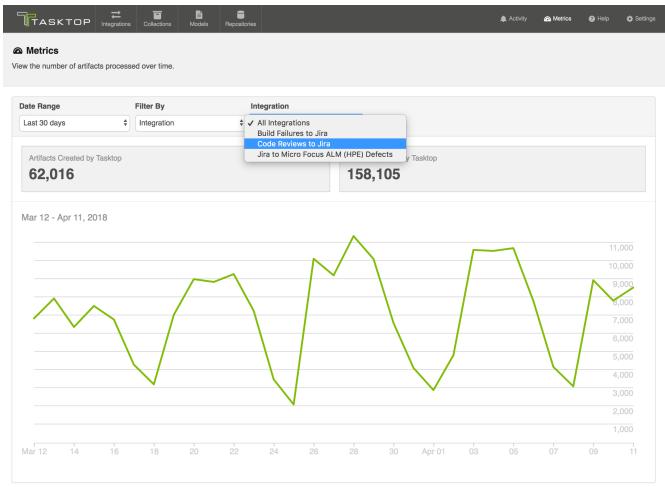 TASKTOP
Integrations
Collections
Models
Repositories
Activity
Metrics
Help
Settings
Metrics
View the number of artifacts processed over time.
Date Range
Filter By
Integration
Last 30 days
Integration
✓ All Integrations
Build Failures to Jira
Code Reviews to Jira
Jira to Micro Focus ALM (HPE) Defects
Artifacts Created by Tasktop
62,016
y Tasktop
158,105
Mar 12 - Apr 11, 2018
11,000
10,000
9,000
8,000
7,000
6,000
5,000
4,000
3,000
2,000
1,000
Mar 12 14 16 18 20 22 24 26 28 30 Apr 01 03 05 07 09 11